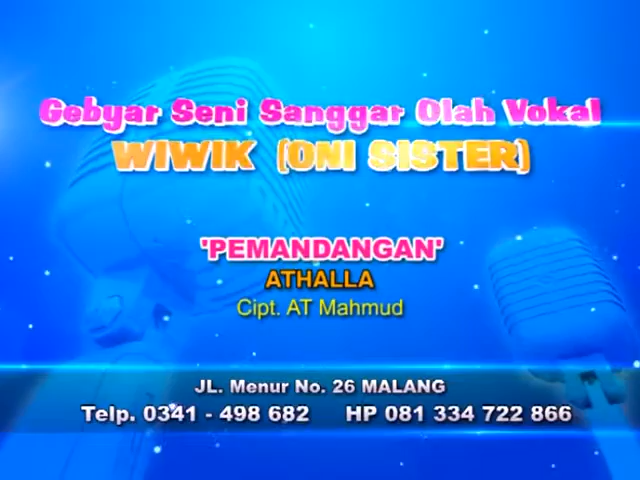 Gebyar Seni Sanggar Olah Vokal
WIWIK (ONI SISTER)
'PEMANDANGAN'
ATHALLA
Cipt. AT Mahmud
JL. Menur No. 26 MALANG
Telp. 0341 - 498 682 HP 081 334 722 866